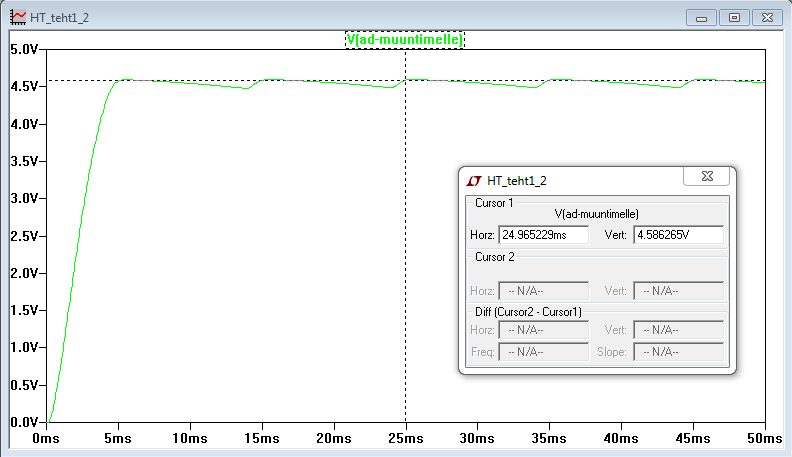 HT_teht1_2
V(ad-muuntimelle)
5.0V
4.5V
4.0V
3.5V
3.0V
2.5V
2.0V
1.5V
1.0V
0.5V
0.0V
0ms 5ms 10ms 15ms 20ms 25ms 30ms 35ms 40ms 45ms 50ms
HT_teht1_2
Cursor 1
V(ad-muuntimelle)
Horz: 24.965229ms Vert: 4.586265V
Cursor 2
Horz: -- N/A-- Vert: -- N/A--
Diff (Cursor2 - Cursor1)
Horz: -- N/A-- Vert: -- N/A--
Freq: -- N/A-- Slope: -- N/A--